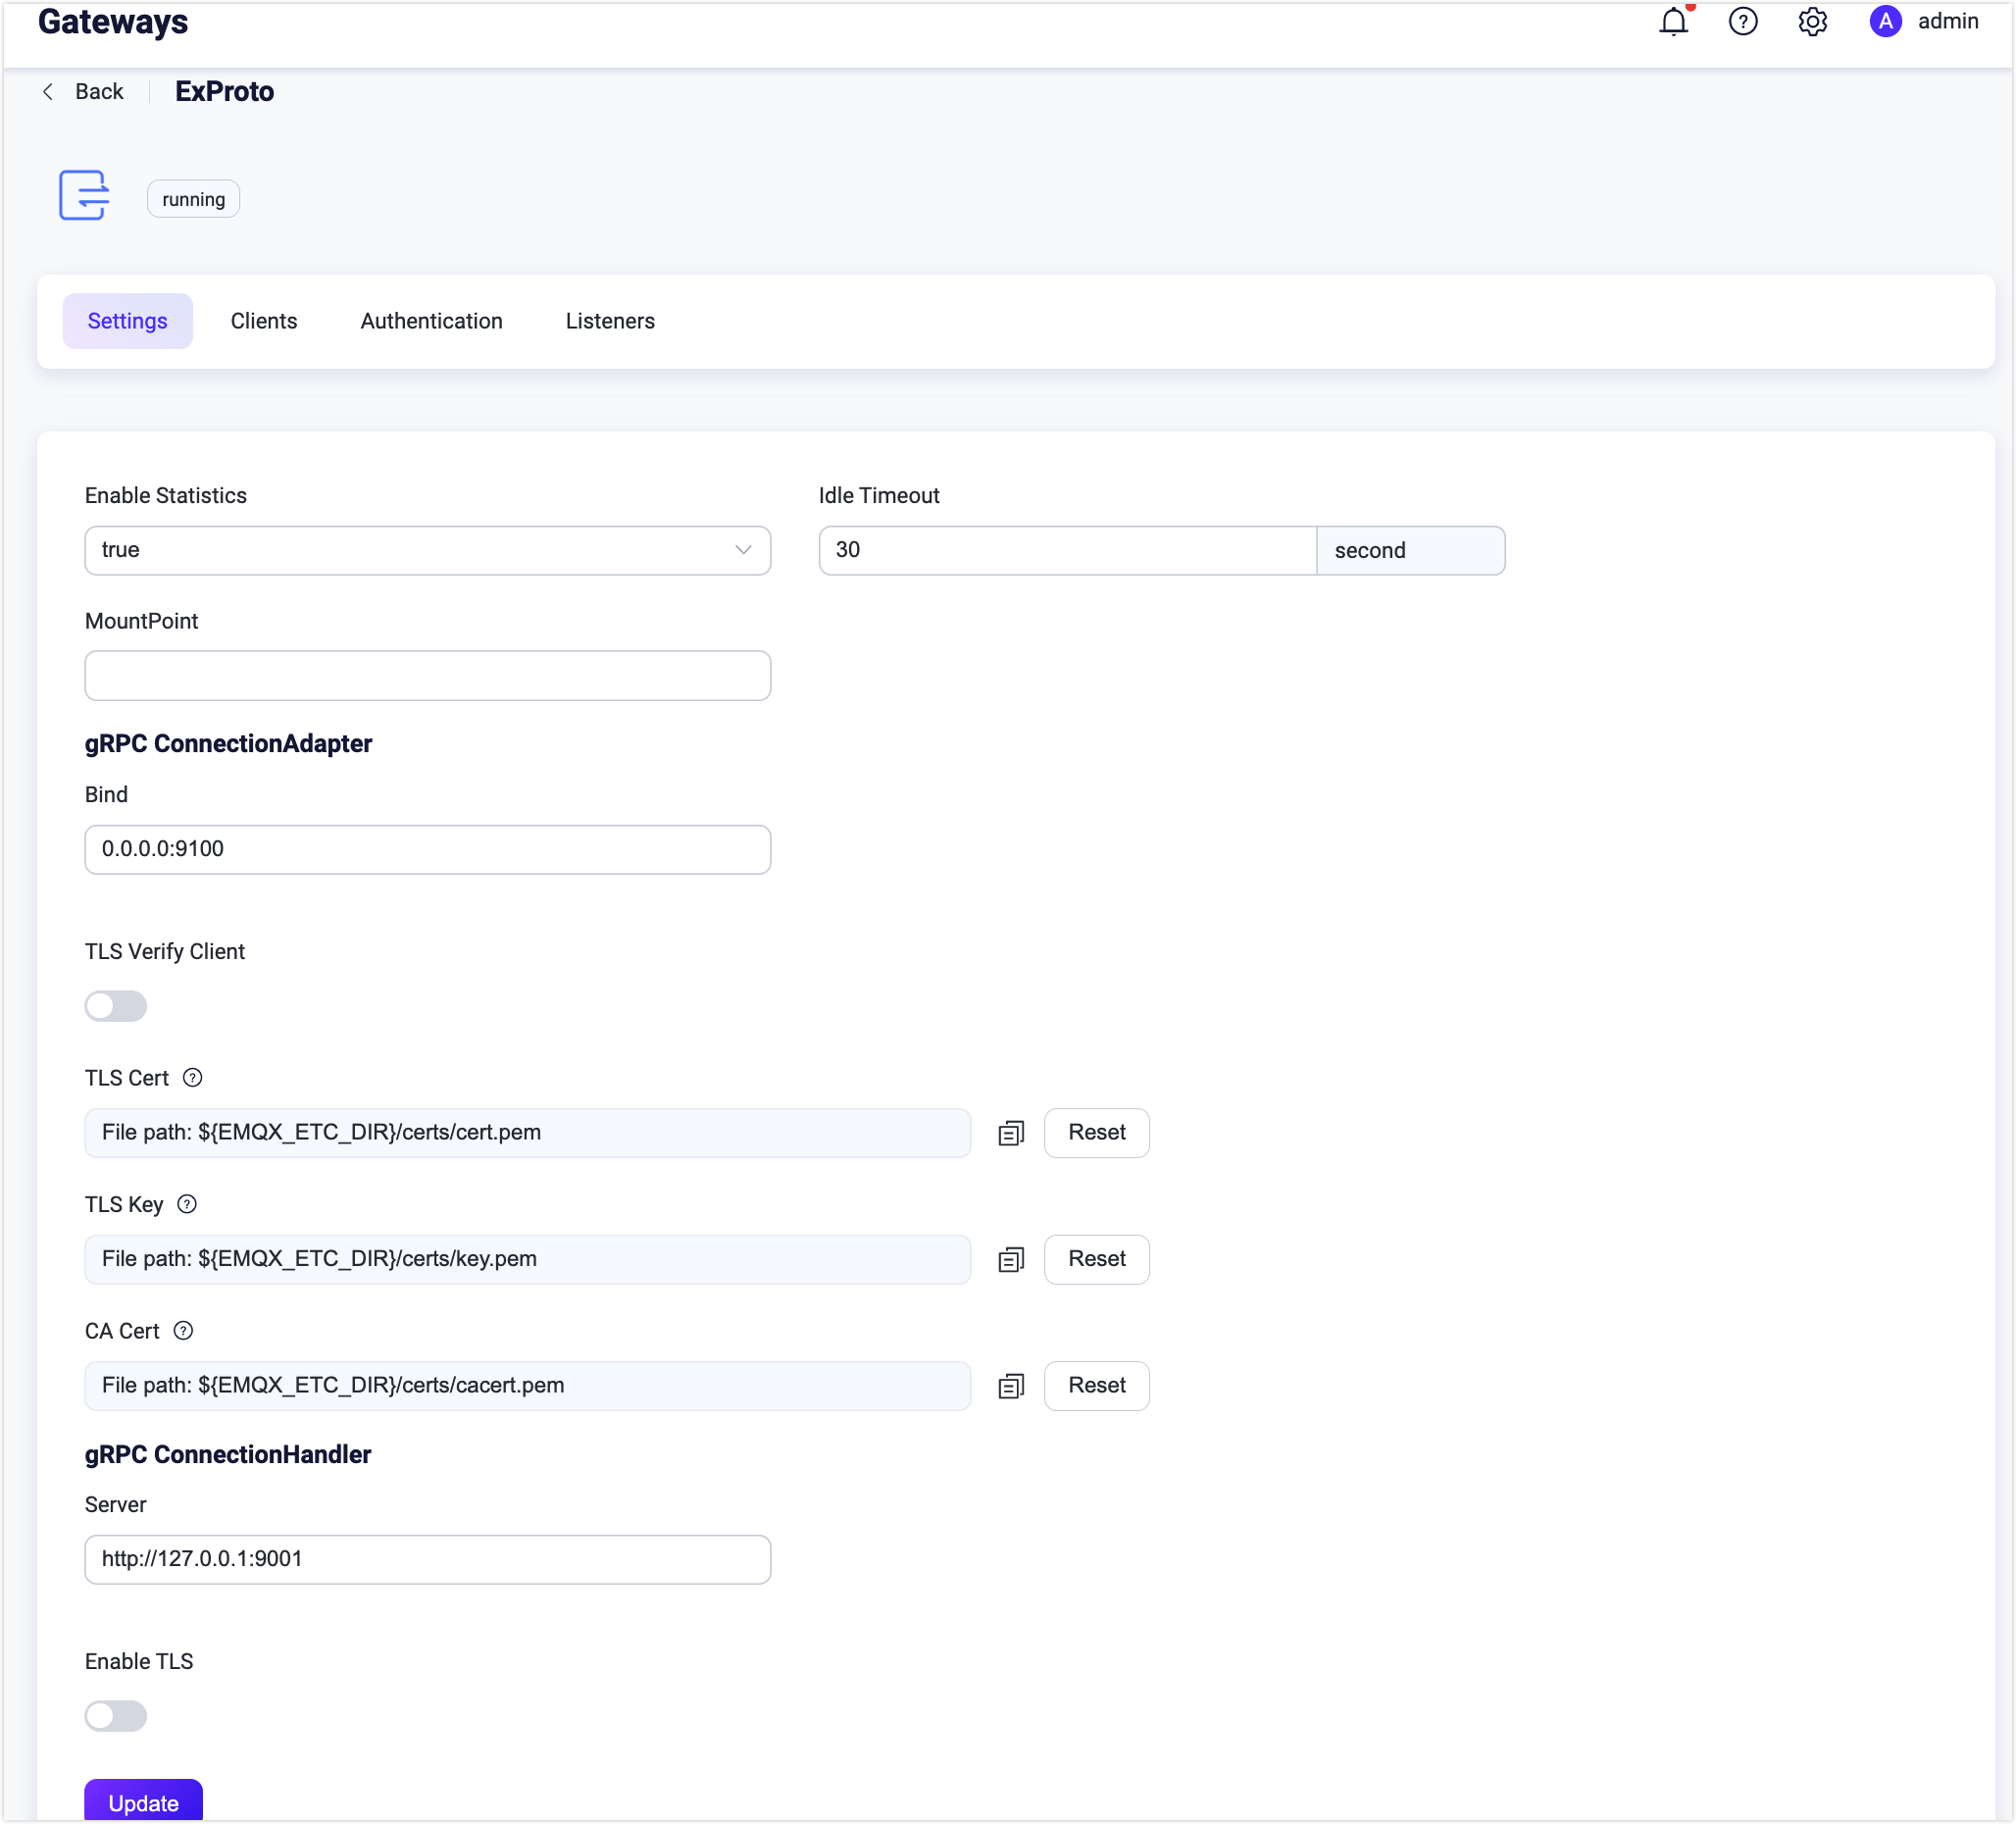 Gateways
A admin
Back ExProto
running
Settings Clients Authentication Listeners
Enable Statistics Idle Timeout
true 30 second
MountPoint
gRPC ConnectionAdapter
Bind
0.0.0.0:9100
TLS Verify Client
TLS Cert ?
File path: ${EMQX_ETC_DIR}/certs/cert.pem Reset
TLS Key ?
File path: ${EMQX_ETC_DIR}/certs/key.pem Reset
CA Cert ?
File path: ${EMQX_ETC_DIR}/certs/cacert.pem Reset
gRPC ConnectionHandler
Server
http://127.0.0.1:9001
Enable TLS
Update